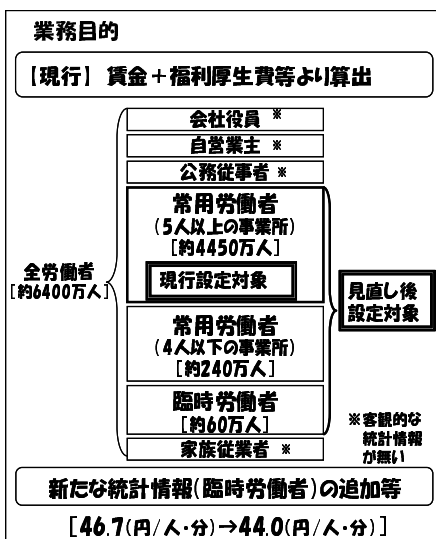 業務目的
【現行】 賃金＋福利厚生費等より算出
会社役員 ※
自営業主 ※
公務従事者 ※
常用労働者
(5人以上の事業所)
[約4450万人]
現行設定対象
全労働者
[約6400万人]
常用労働者
(4人以下の事業所)
[約240万人]
臨時労働者
[約60万人]
家族従業者 ※
見直し後
設定対象
※客観的な
統計情報
が無い
新たな統計情報(臨時労働者)の追加等
[46.7(円/人・分)→44.0(円/人・分)]